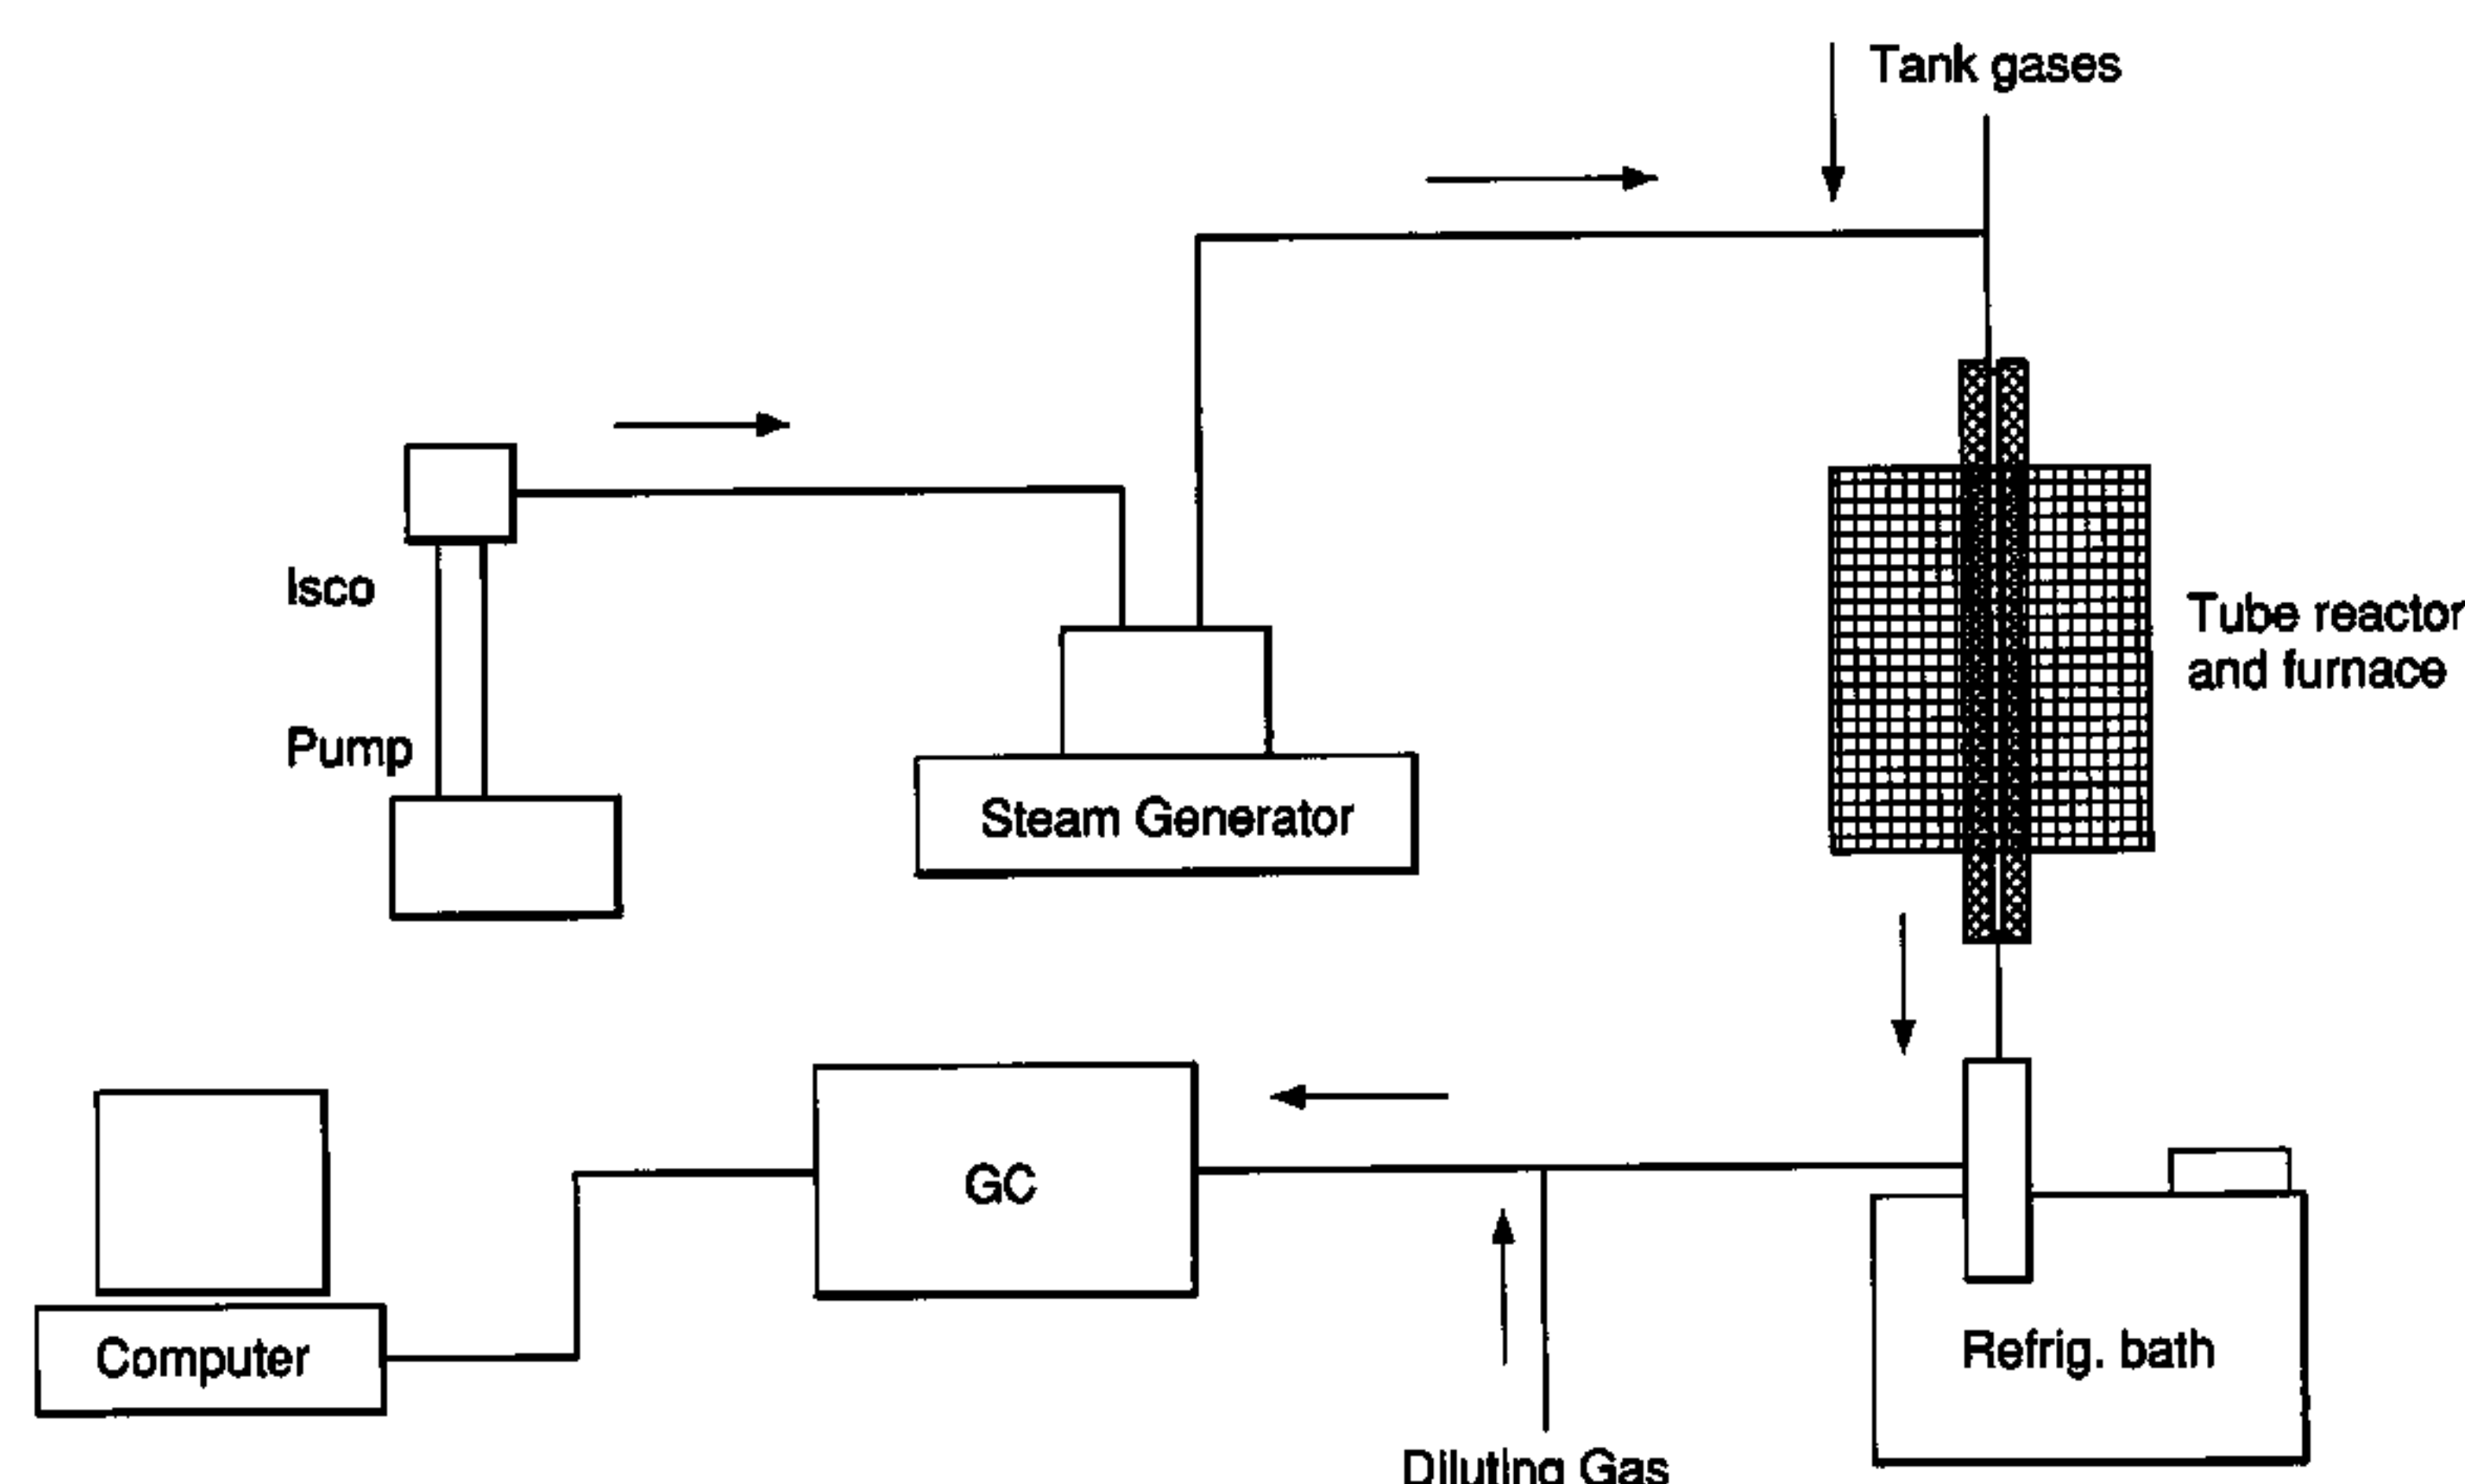 Tank gases
Isco
Pump
Tube reactor
and furnace
Steam Generator
GC
Computer
Refrig. bath
Diluting Gas